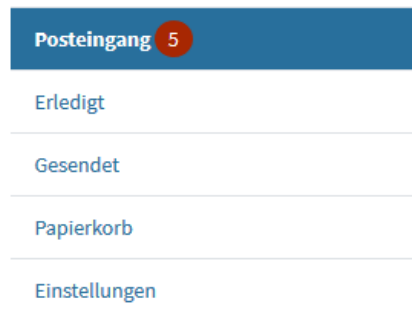 Posteingang 5
Erledigt
Gesendet
Papierkorb
Einstellungen